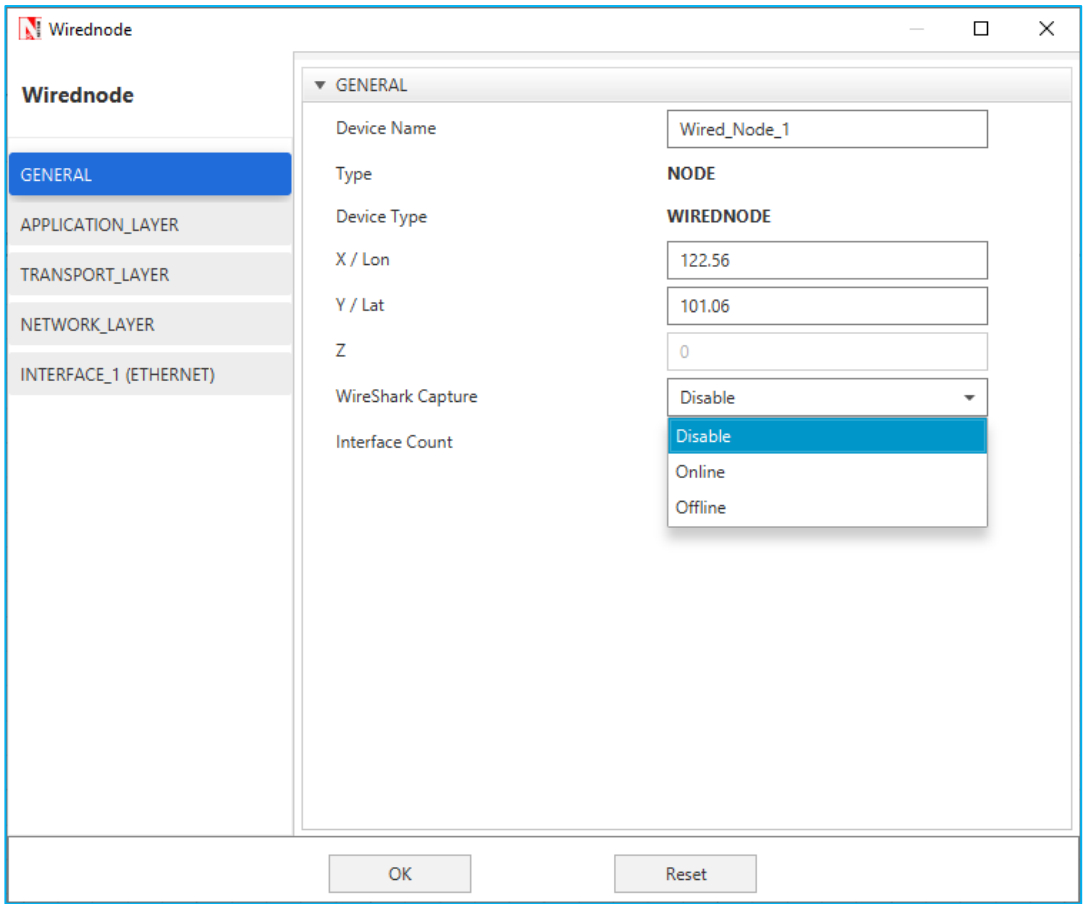 Wirednode
Wirednode
GENERAL
APPLICATION_LAYER
TRANSPORT_LAYER
NETWORK_LAYER
INTERFACE_1 (ETHERNET)
GENERAL
Device Name Wired_Node_1
Type NODE
Device Type WIREDNODE
X / Lon 122.56
Y / Lat 101.06
Z 0
WireShark Capture Disable
Interface Count
Disable
Online
Offline
OK Reset